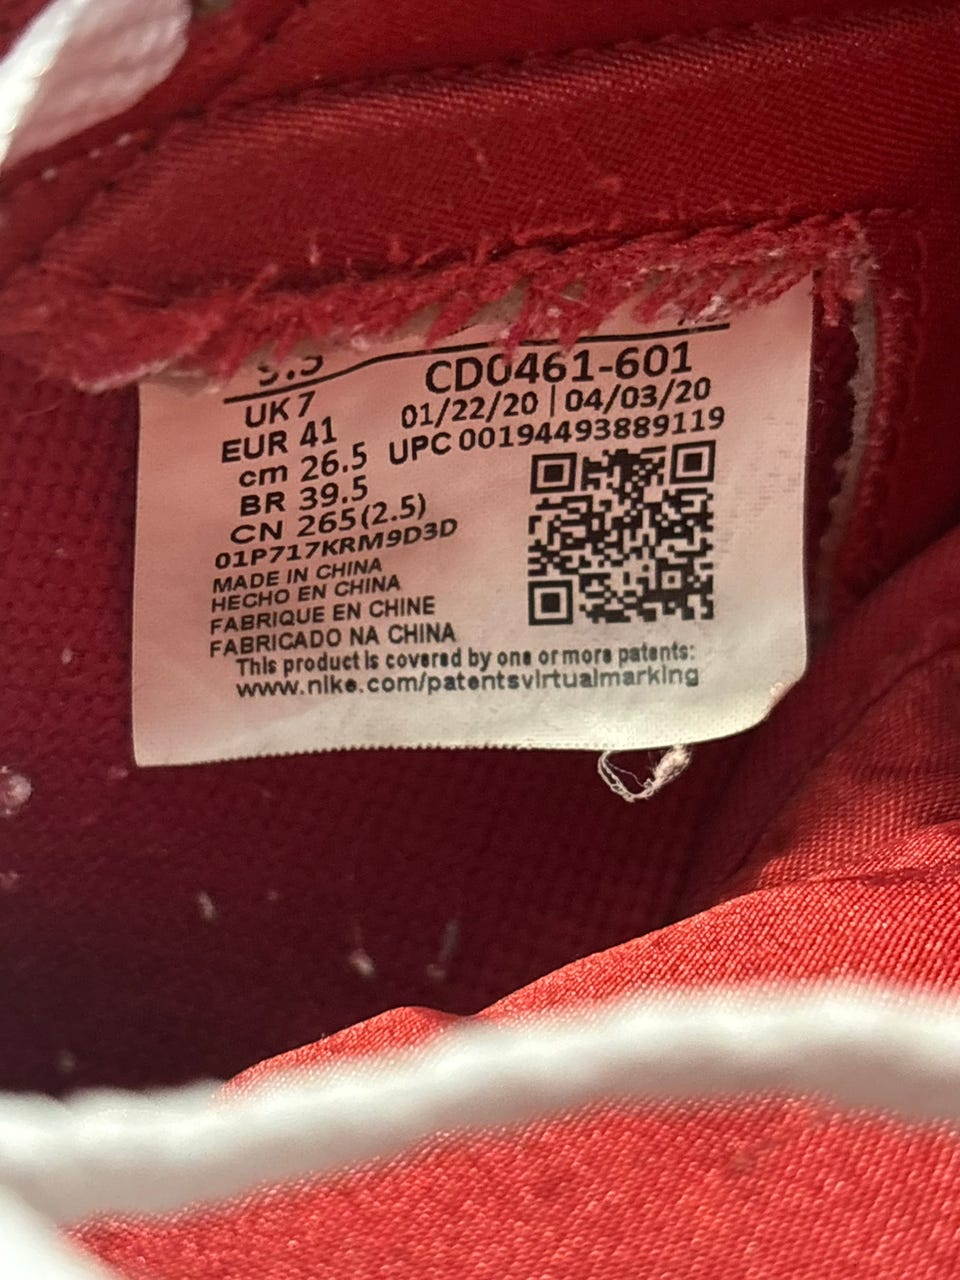 9.5
UK 7
EUR 41
cm 26.5
BR 39.5
CN 265(2.5)
01P717KRM9D3D
MADE IN CHINA
HECHO EN CHINA
FABRIQUE EN CHINE
FABRICADO NA CHINA
CD0461-601
01/22/20 | 04/03/20
UPC 00194493889119
This product is covered by one or more patents:
www.nike.com/patentsvirtualmarking